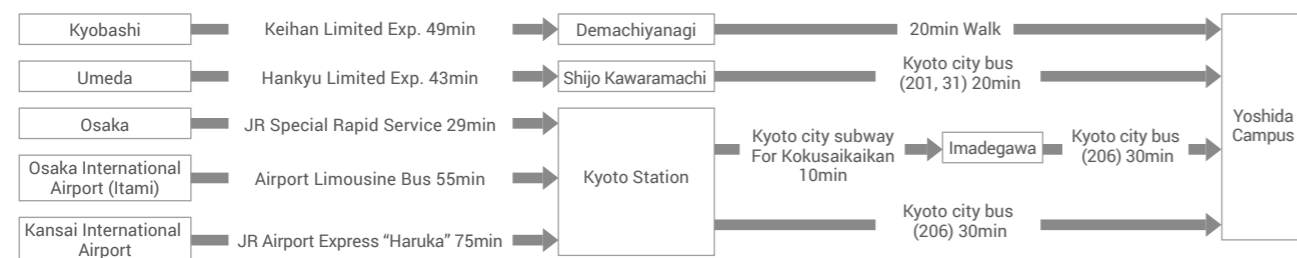 Kyobashi
Keihan Limited Exp. 49min
Demachiyanagi
20min Walk
Umeda
Hankyu Limited Exp. 43min
Shijo Kawaramachi
Kyoto city bus
(201, 31) 20min
Osaka
JR Special Rapid Service 29min
Osaka International
Airport (Itami)
Airport Limousine Bus 55min
Kansai International
Airport
JR Airport Express “Haruka” 75min
Kyoto Station
Kyoto city subway
For Kokusaikaikan
10min
Imadegawa
Kyoto city bus
(206) 30min
Kyoto city bus
(206) 30min
Yoshida
Campus